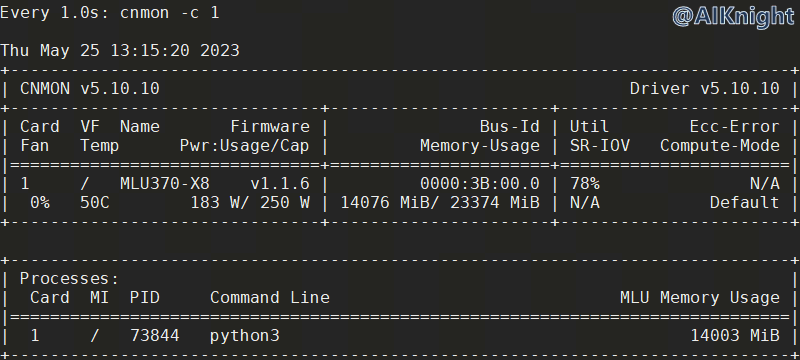 Every 1.0s: cnmon -c 1
@AIKnight
Thu May 25 13:15:20 2023
+------------------------------------------------------------------------------+
| CNMON v5.10.10                                               Driver v5.10.10 |
+-------------------------------+----------------------+-----------------------+
| Card  VF  Name       Firmware |               Bus-Id | Util        Ecc-Error |
| Fan   Temp      Pwr:Usage/Cap |         Memory-Usage | SR-IOV   Compute-Mode |
|===============================+======================+=======================|
| 1     /   MLU370-X8    v1.1.6 |         0000:3B:00.0 | 78%               N/A |
|  0%   50C        183 W/ 250 W | 14076 MiB/ 23374 MiB | N/A           Default |
+-------------------------------+----------------------+-----------------------+
+------------------------------------------------------------------------------+
| Processes:                                                                   |
|  Card  MI  PID     Command Line                             MLU Memory Usage |
|==============================================================================|
|  1     /   73844   python3                                         14003 MiB |
+------------------------------------------------------------------------------+